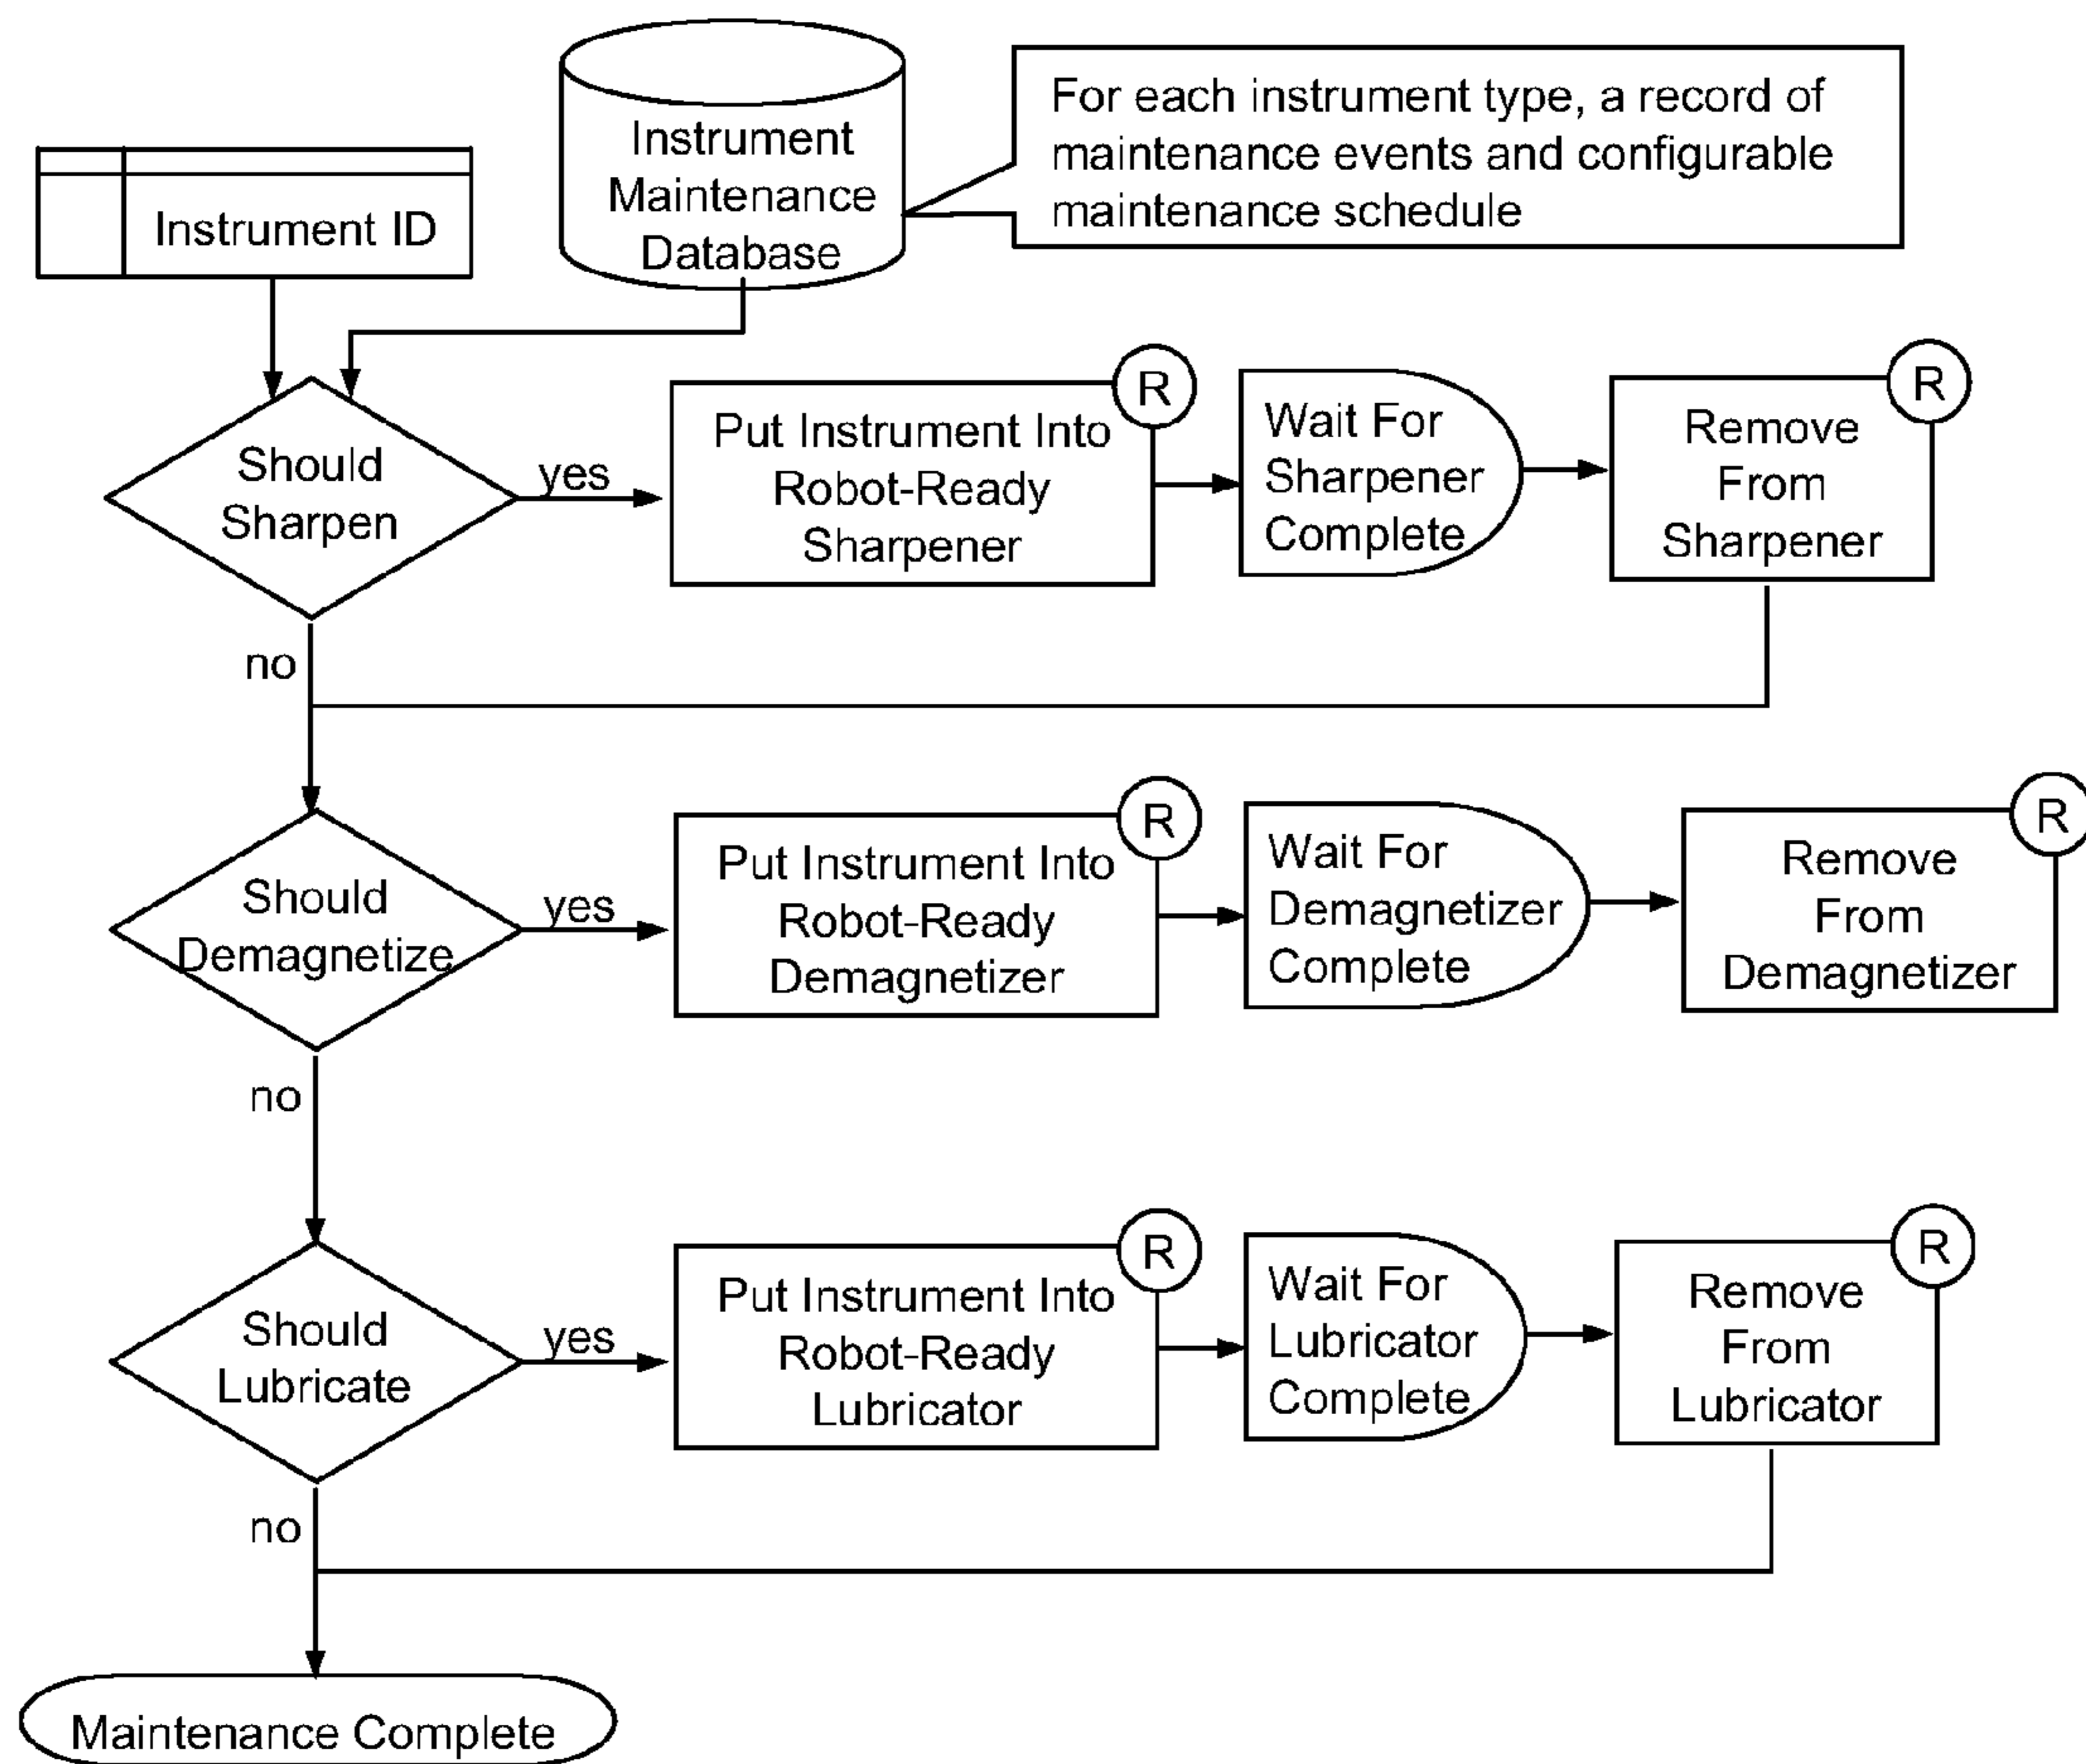 Instrument
Maintenance
Database
For each instrument type, a record of
maintenance events and configurable
maintenance schedule
Instrument ID
Should
Sharpen
yes
Put Instrument Into
Robot-Ready
Sharpener
R
Wait For
Sharpener
Complete
Remove
From
Sharpener
R
no
Should
Demagnetize
yes
Put Instrument Into
Robot-Ready
Demagnetizer
R
Wait For
Demagnetizer
Complete
Remove
From
Demagnetizer
R
no
Should
Lubricate
yes
Put Instrument Into
Robot-Ready
Lubricator
R
Wait For
Lubricator
Complete
Remove
From
Lubricator
R
no
Maintenance Complete